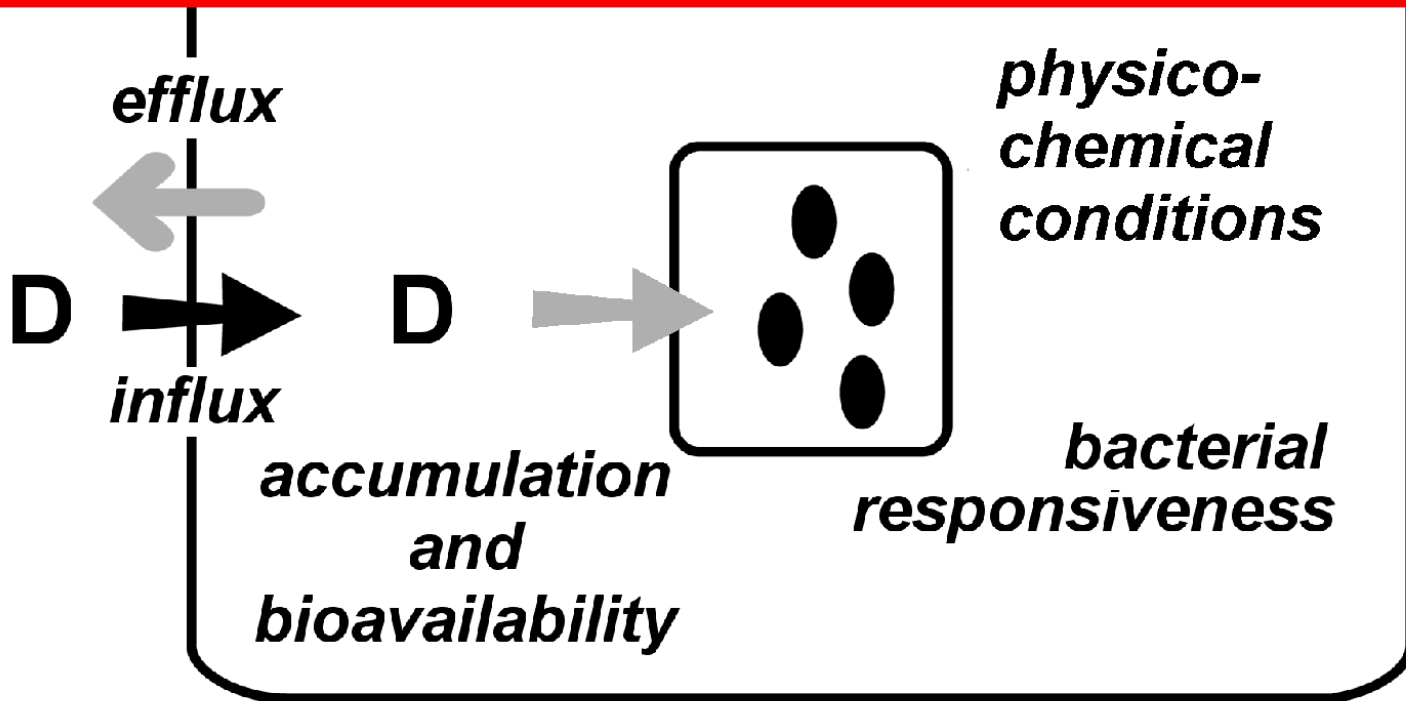 efflux
D
D
influx
accumulation
and
bioavailability
physico-
chemical
conditions
bacterial
responsiveness